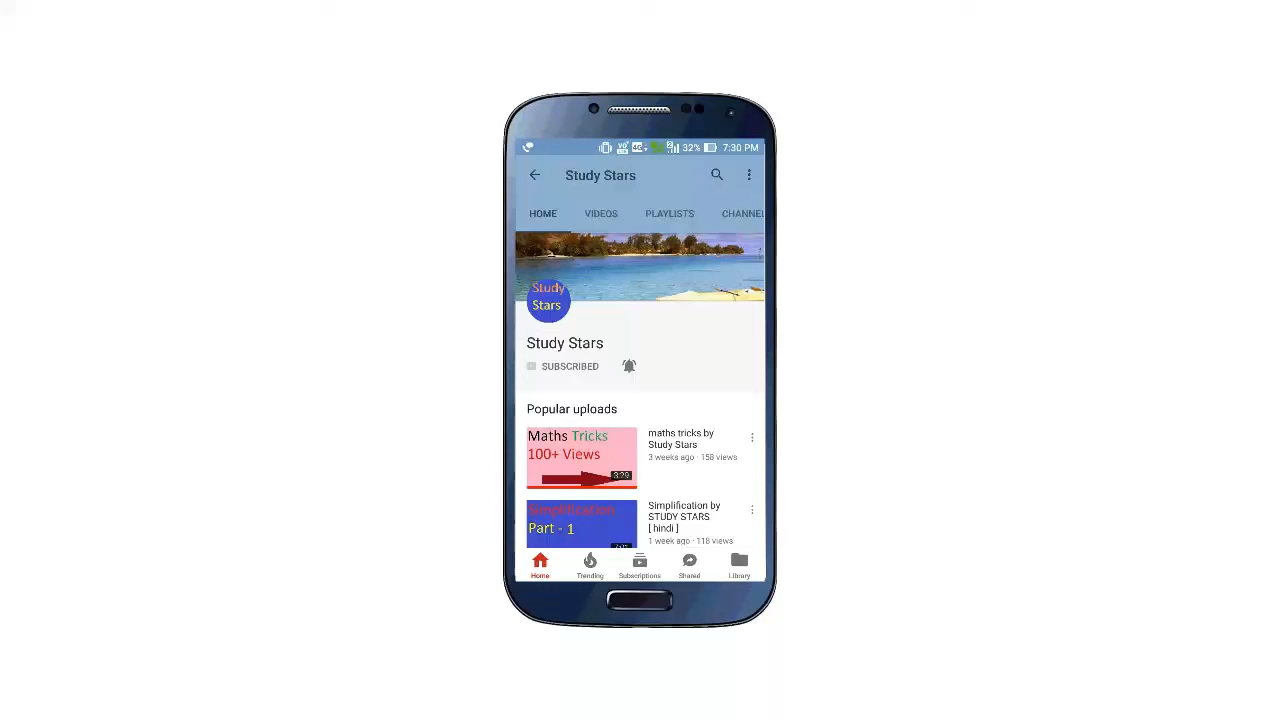 32% 7:30 PM
Study Stars
HOME VIDEOS PLAYLISTS CHANNEL
Study
Stars
Study Stars
SUBSCRIBED
Popular uploads
Maths Tricks
100+ Views
3:29
maths tricks by
Study Stars
3 weeks ago · 158 views
Simplification
Part - 1
Simplification by
STUDY STARS
[ hindi ]
1 week ago · 118 views
Home Trending Subscriptions Shared Library